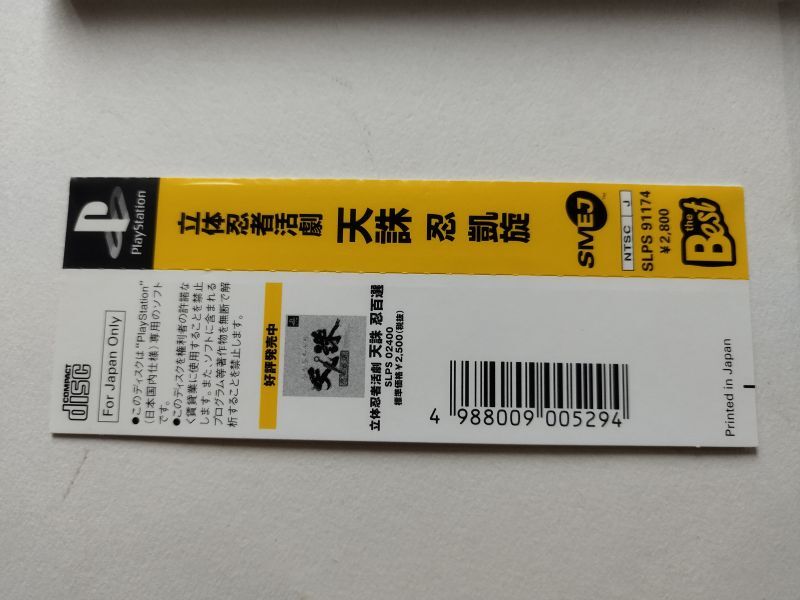 PlayStation
立体忍者活劇 天誅 忍凱旋
SMEJ
NTSC J
SLPS 91174
¥2,800
the Best
COMPACT
disc
For Japan Only
●このディスクは"PlayStation"
(日本国内仕様)専用のソフト
です。
●このディスクを権利者の許諾な
く賃貸業に使用することを禁止
します。また、ソフトに含まれる
プログラム等著作物を無断で解
析することを禁止します。
好評発売中
天誅
立体忍者活劇 天誅 忍百選
SLPS 02400
標準価格¥2,500(税抜)
4 988009 005294
Printed in Japan